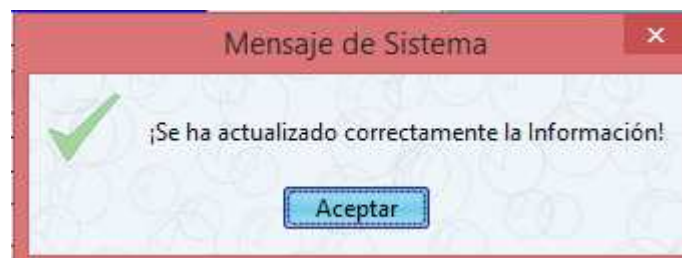 Mensaje de Sistema
¡Se ha actualizado correctamente la Información!
Aceptar